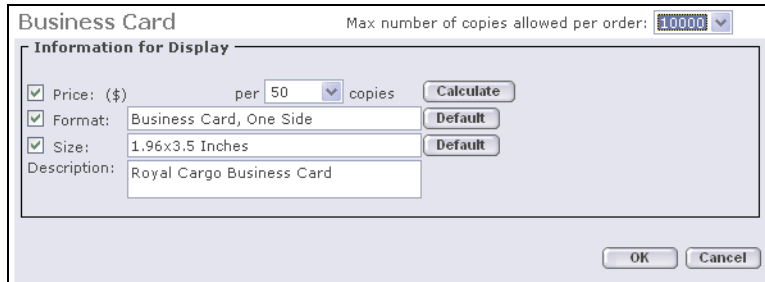 Business Card Max number of copies allowed per order: 10000
Information for Display
Price: ($) per 50 copies Calculate
Format: Business Card, One Side Default
Size: 1.96x3.5 Inches Default
Description: Royal Cargo Business Card
OK Cancel